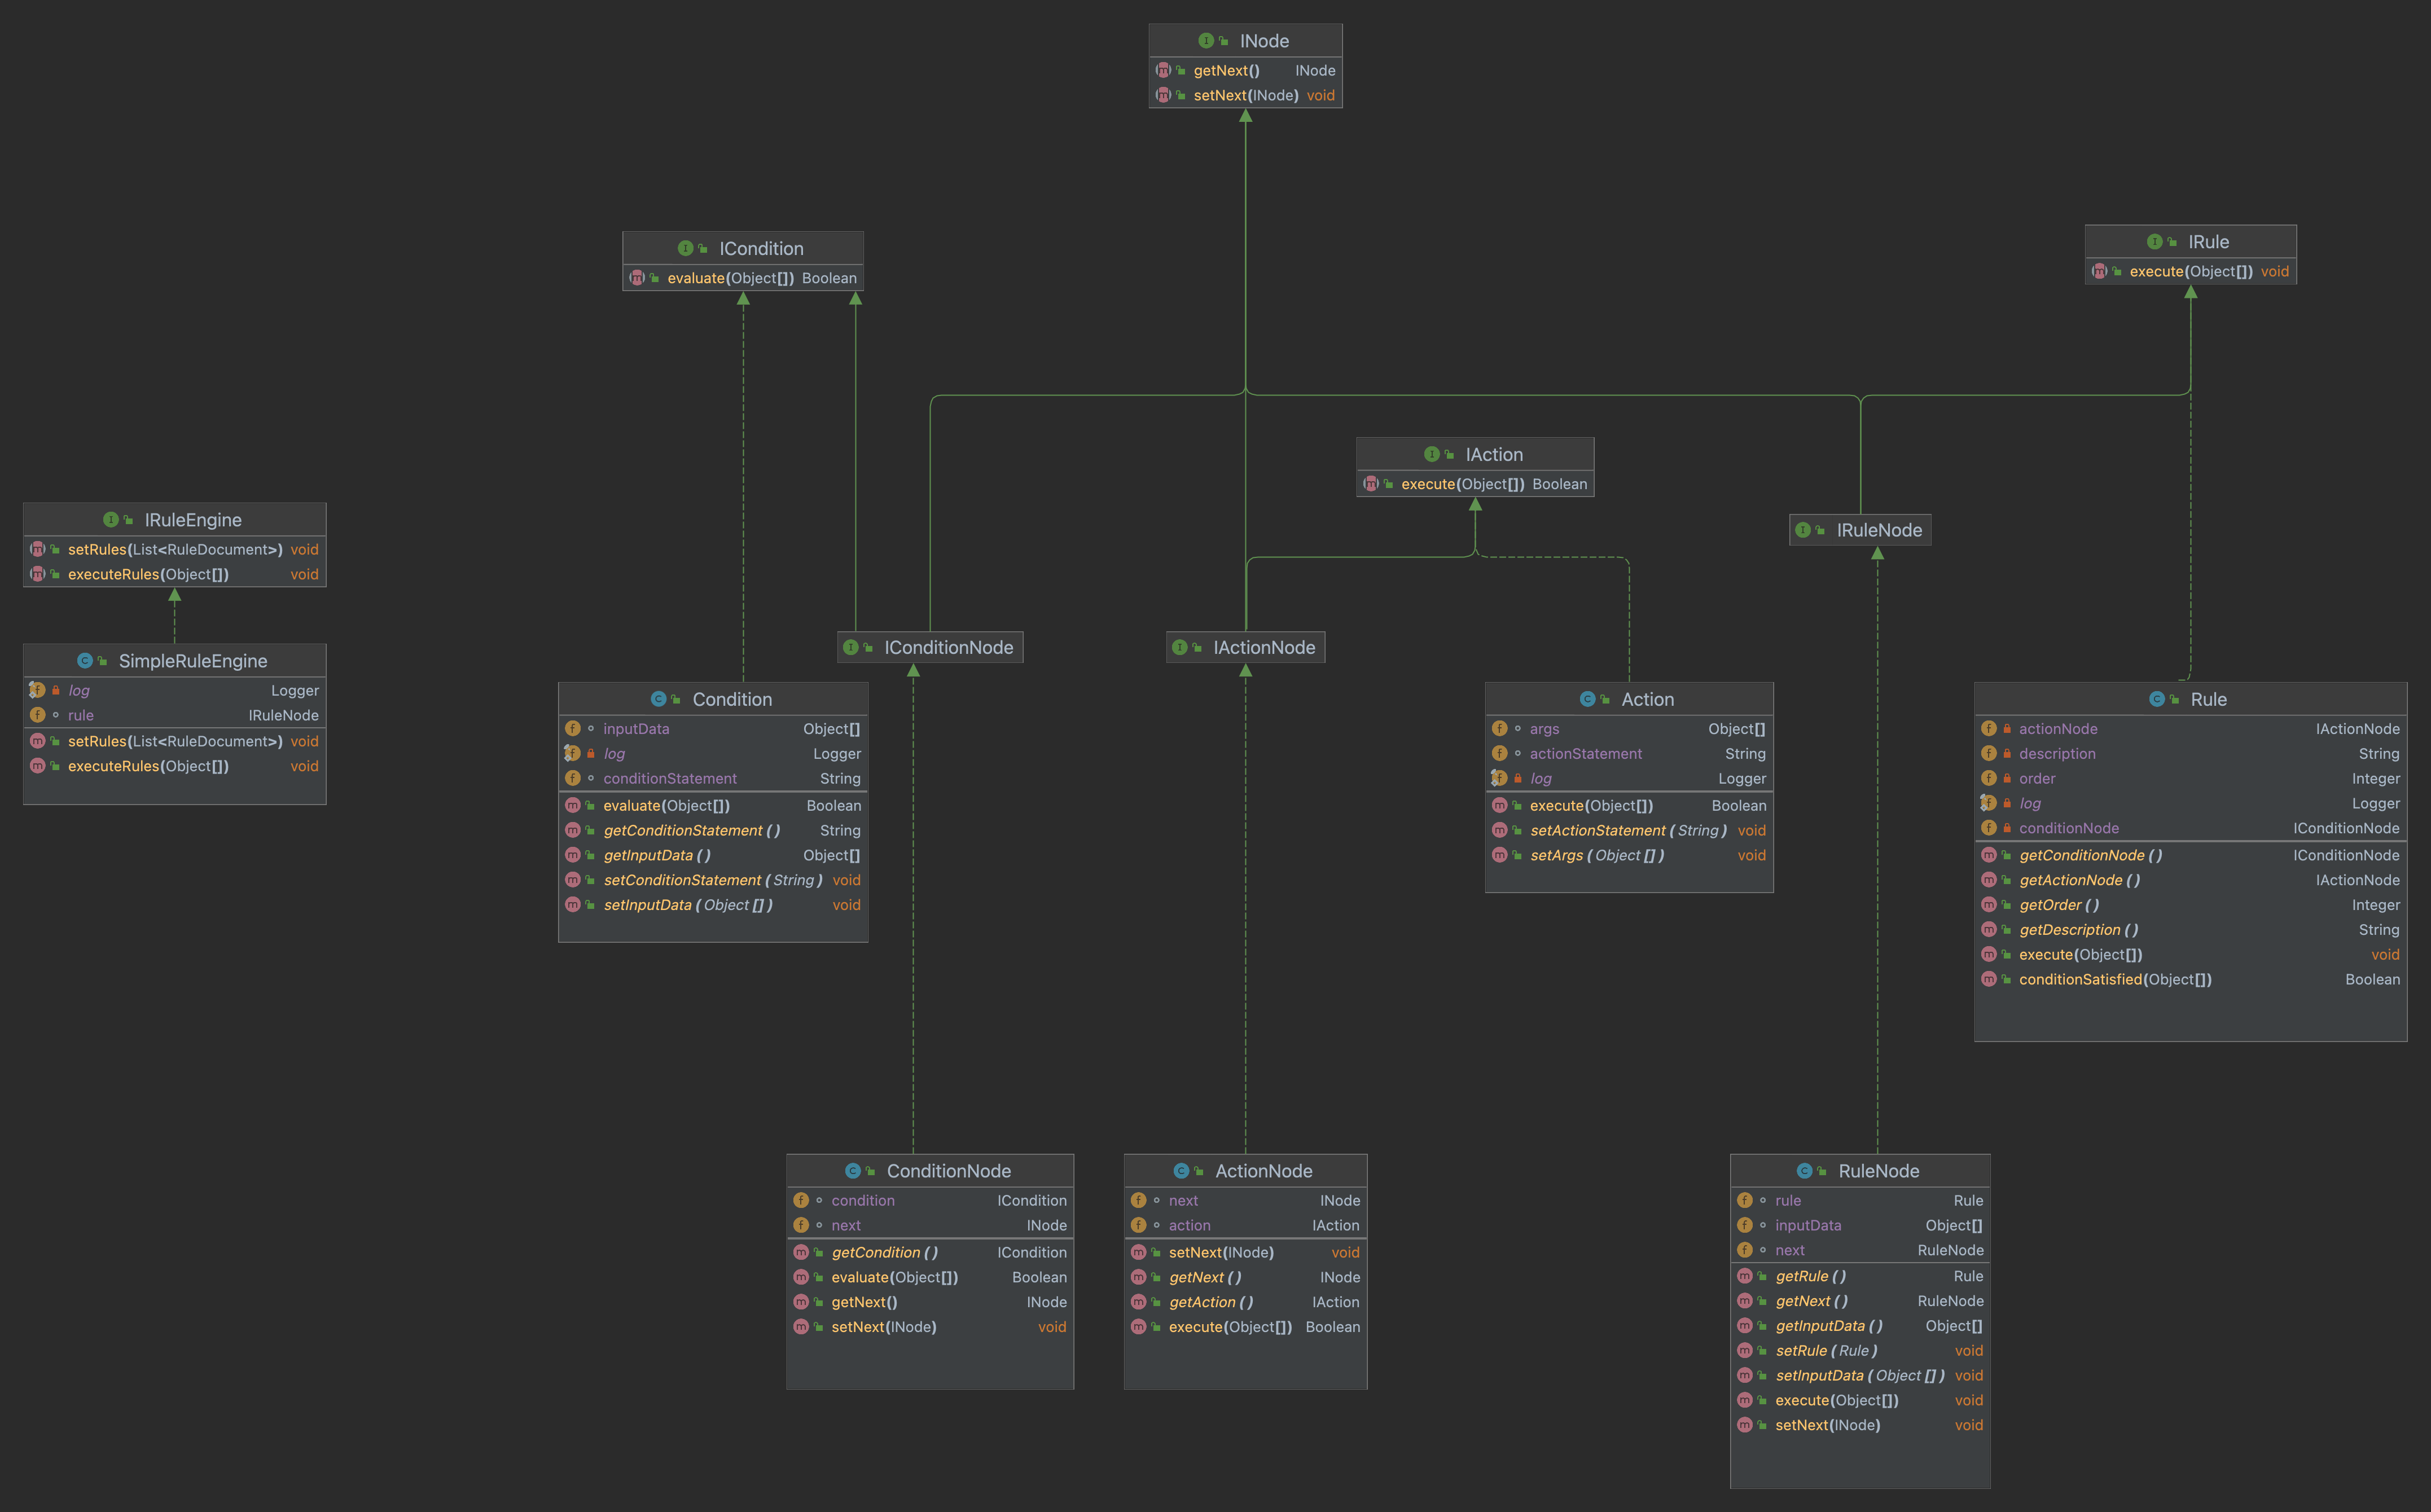 INode
getNext() INode
setNext(INode) void
ICondition
evaluate(Object[]) Boolean
IRule
execute(Object[]) void
IAction
execute(Object[]) Boolean
IRuleEngine
setRules(List<RuleDocument>) void
executeRules(Object[]) void
IRuleNode
IConditionNode
IActionNode
SimpleRuleEngine
log Logger
rule IRuleNode
setRules(List<RuleDocument>) void
executeRules(Object[]) void
Condition
inputData Object[]
log Logger
conditionStatement String
evaluate(Object[]) Boolean
getConditionStatement () String
getInputData () Object[]
setConditionStatement (String) void
setInputData (Object []) void
Action
args Object[]
actionStatement String
log Logger
execute(Object[]) Boolean
setActionStatement (String) void
setArgs (Object []) void
Rule
actionNode IActionNode
description String
order Integer
log Logger
conditionNode IConditionNode
getConditionNode () IConditionNode
getActionNode () IActionNode
getOrder () Integer
getDescription () String
execute(Object[]) void
conditionSatisfied(Object[]) Boolean
ConditionNode
condition ICondition
next INode
getCondition () ICondition
evaluate(Object[]) Boolean
getNext() INode
setNext(INode) void
ActionNode
next INode
action IAction
setNext(INode) void
getNext () INode
getAction () IAction
execute(Object[]) Boolean
RuleNode
rule Rule
inputData Object[]
next RuleNode
getRule () Rule
getNext () RuleNode
getInputData () Object[]
setRule (Rule) void
setInputData (Object []) void
execute(Object[]) void
setNext(INode) void